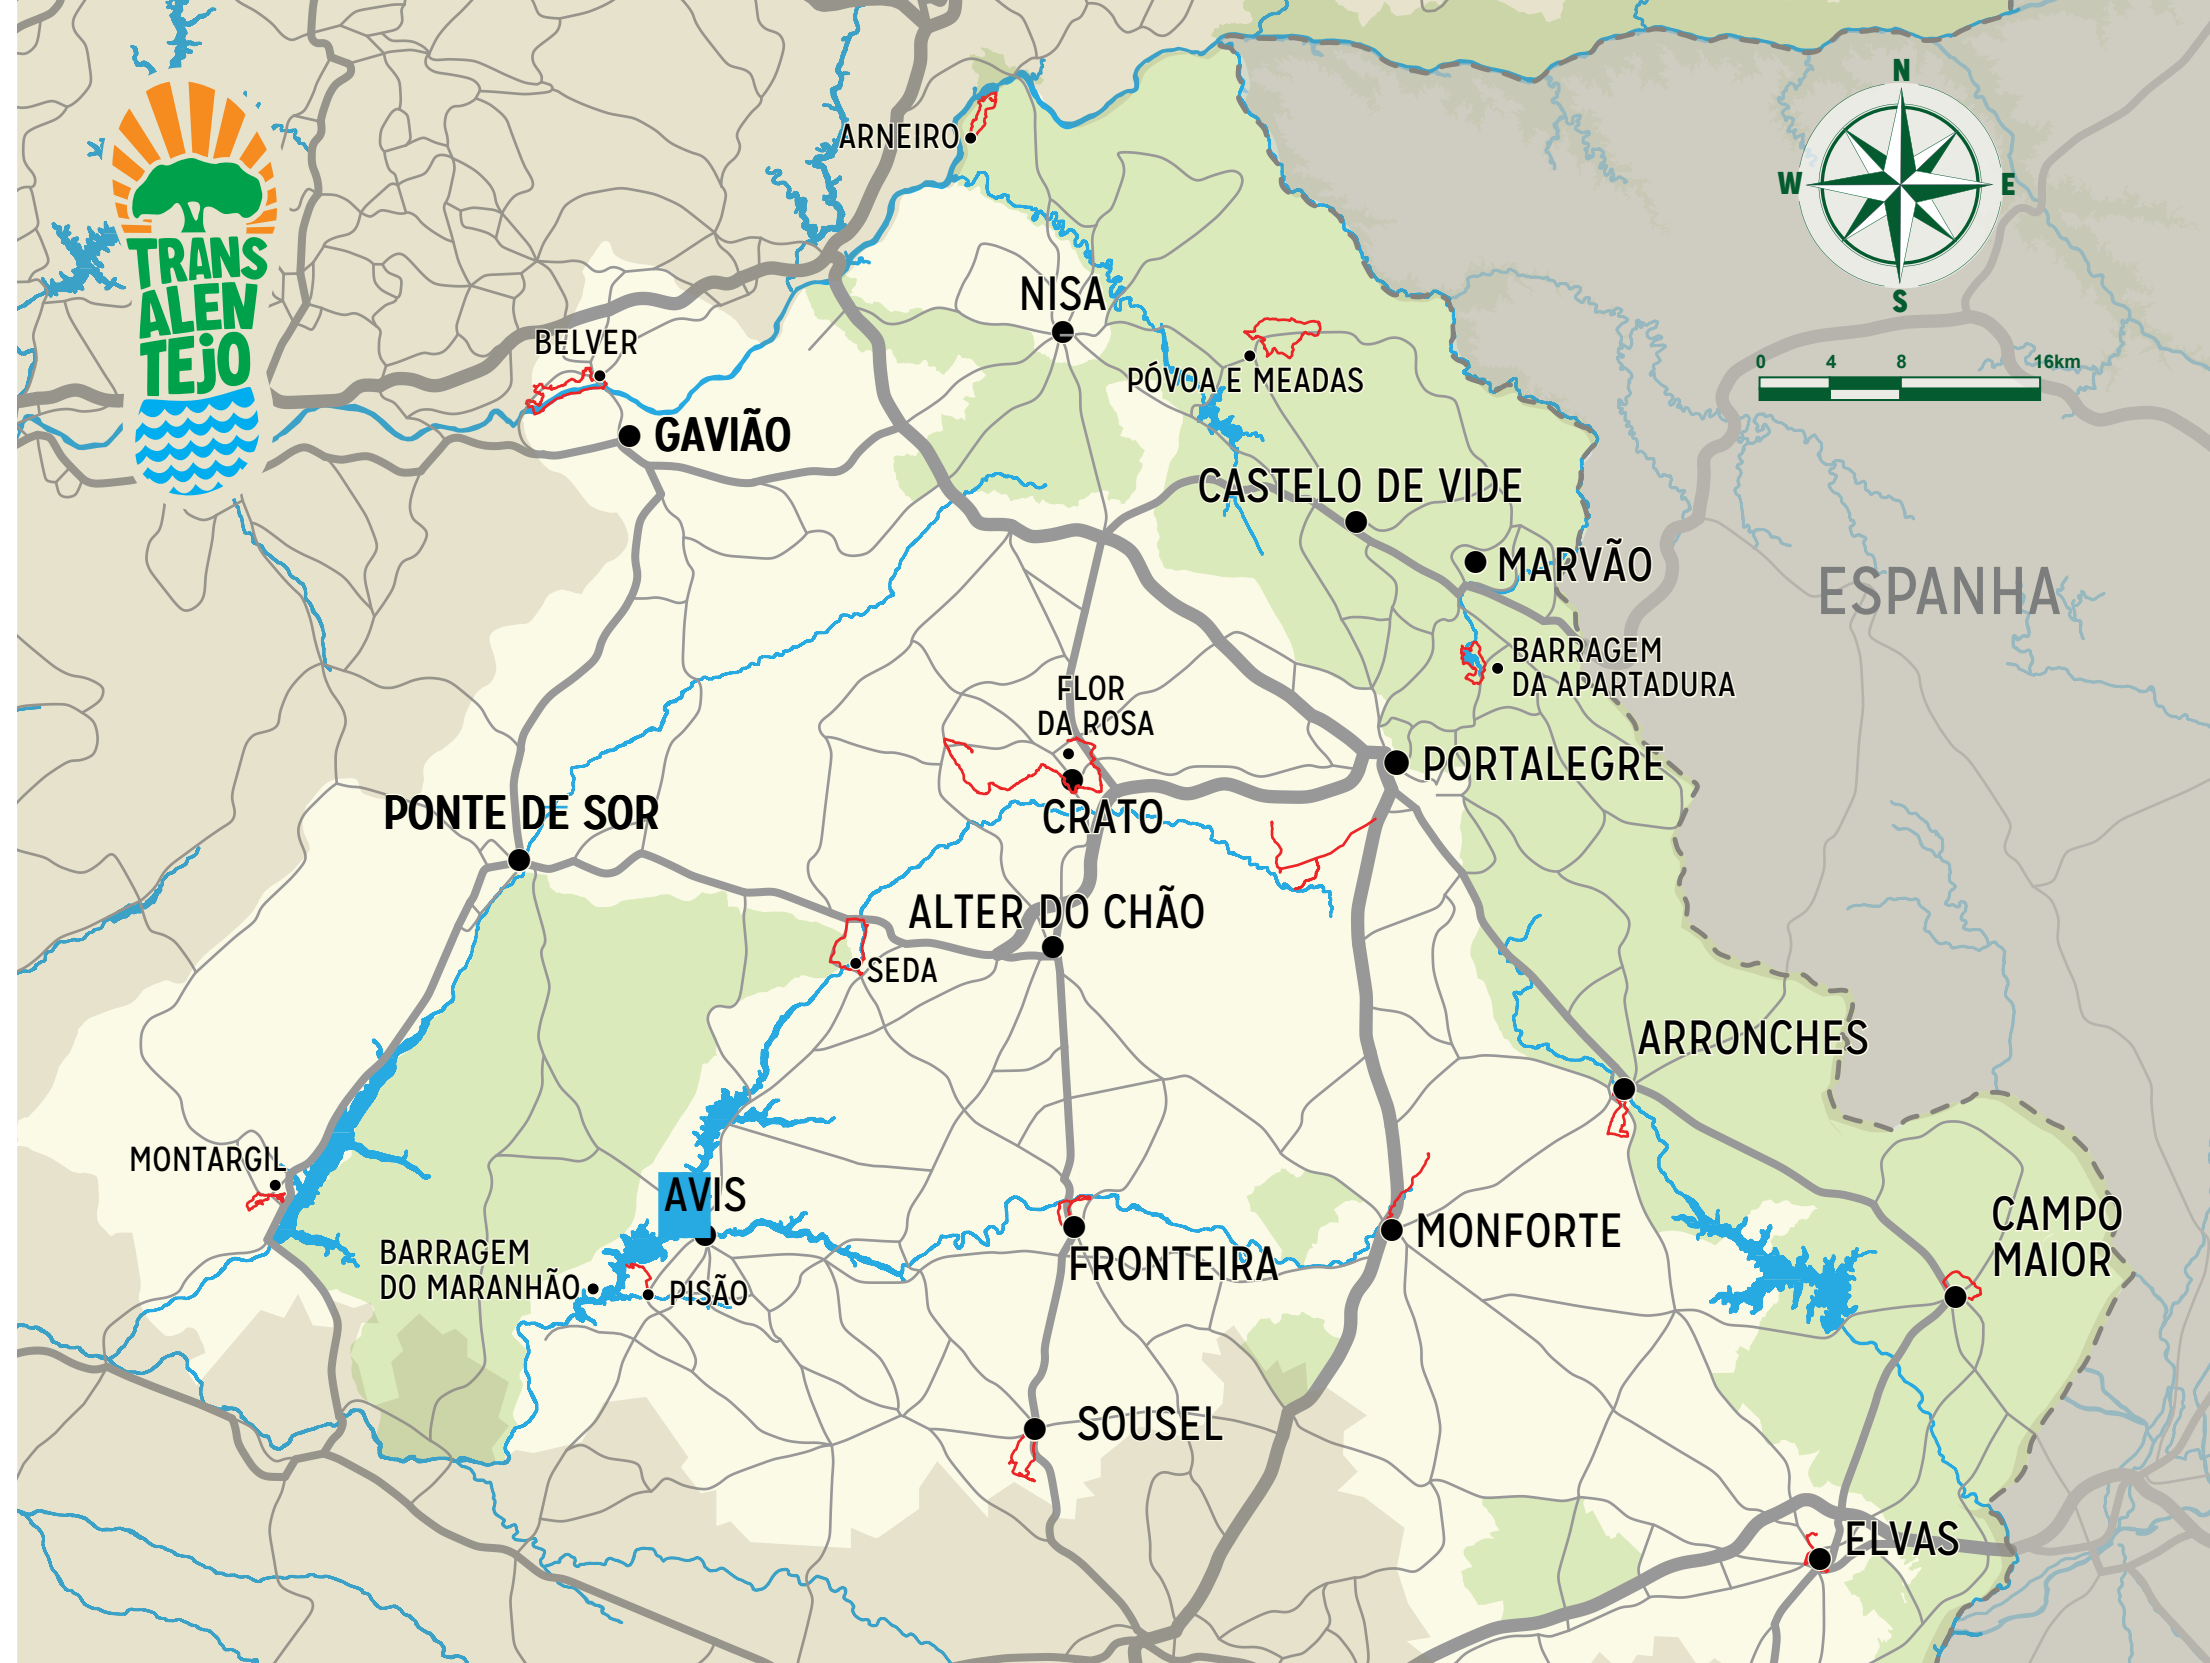 TRANS
ALEN
TEjO
N
W
E
S
0 4 8 16km
ARNEIRO
NISA
BELVER
PÓVOA E MEADAS
GAVIÃO
CASTELO DE VIDE
MARVÃO
ESPANHA
BARRAGEM
DA APARTADURA
FLOR
DA ROSA
PORTALEGRE
PONTE DE SOR
CRATO
ALTER DO CHÃO
SEDA
ARRONCHES
MONTARGIL
AVIS
CAMPO
MAIOR
MONFORTE
BARRAGEM
DO MARANHÃO
FRONTEIRA
PISÃO
SOUSEL
ELVAS